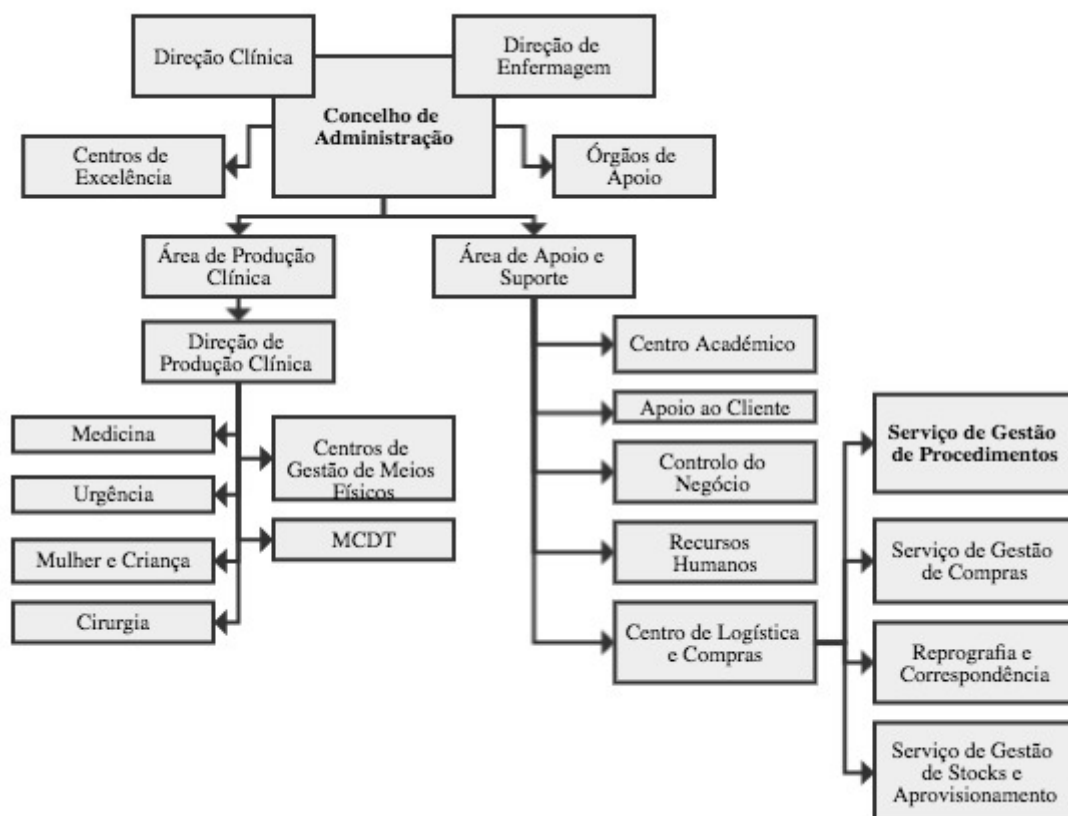 Direção Clínica
Direção de
Enfermagem
Concelho de
Administração
Centros de
Excelência
Órgãos de
Apoio
Área de Produção
Clínica
Área de Apoio e
Suporte
Direção de
Produção Clínica
Medicina
Urgência
Mulher e Criança
Cirurgia
Centros de
Gestão de Meios
Físicos
MCDT
Centro Académico
Apoio ao Cliente
Controlo do
Negócio
Recursos
Humanos
Centro de Logística
e Compras
Serviço de Gestão
de Procedimentos
Serviço de Gestão
de Compras
Reprografia e
Correspondência
Serviço de Gestão
de Stocks e
Aprovisionamento